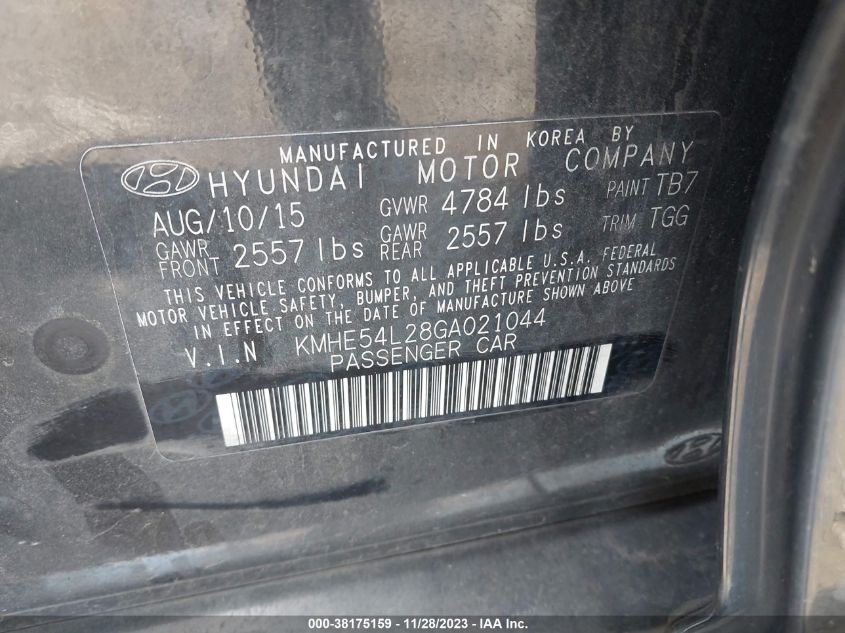 MANUFACTURED IN KOREA BY
HYUNDAI MOTOR COMPANY
AUG/10/15 GVWR 4784 lbs PAINT TB7
GAWR FRONT 2557 lbs GAWR REAR 2557 lbs TRIM TGG
THIS VEHICLE CONFORMS TO ALL APPLICABLE U.S.A. FEDERAL
MOTOR VEHICLE SAFETY, BUMPER, AND THEFT PREVENTION STANDARDS
IN EFFECT ON THE DATE OF MANUFACTURE SHOWN ABOVE
V.I.N KMHE54L28GA021044
PASSENGER CAR
000-38175159 - 11/28/2023 - IAA Inc.